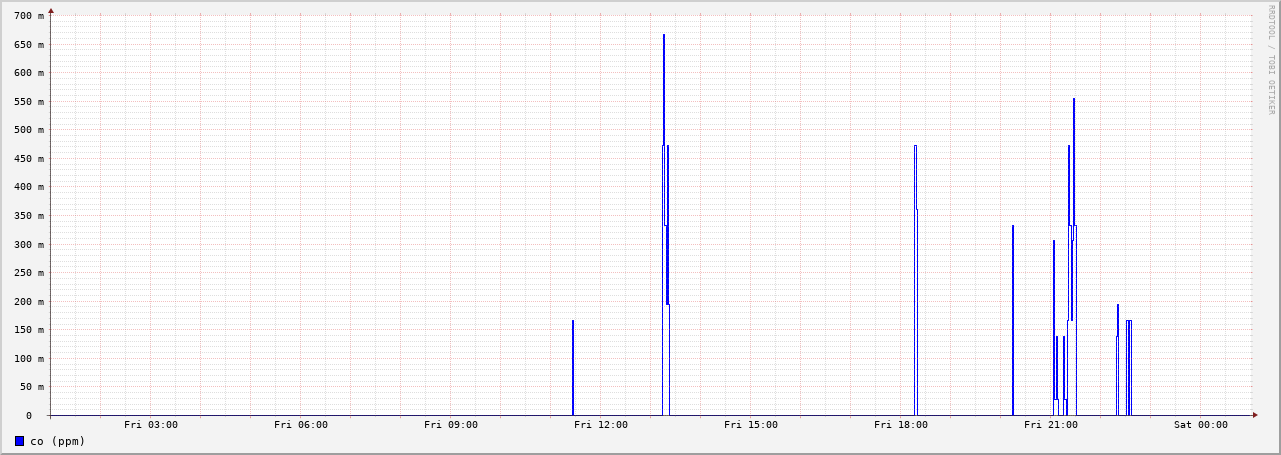 700 m
650 m
600 m
550 m
500 m
450 m
400 m
350 m
300 m
250 m
200 m
150 m
100 m
50 m
0
Fri 03:00 Fri 06:00 Fri 09:00 Fri 12:00 Fri 15:00 Fri 18:00 Fri 21:00 Sat 00:00
co (ppm)
RRDTOOL / TOBI OETIKER